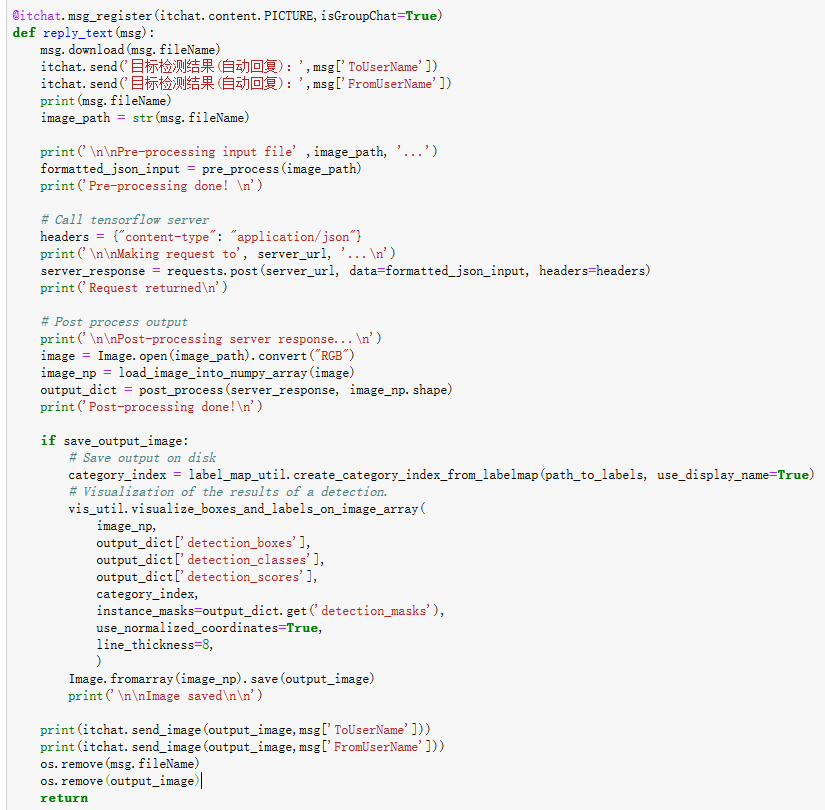 @itchat.msg_register(itchat.content.PICTURE,isGroupChat=True)
def reply_text(msg):
    msg.download(msg.fileName)
    itchat.send('目标检测结果(自动回复)：',msg['ToUserName'])
    itchat.send('目标检测结果(自动回复)：',msg['FromUserName'])
    print(msg.fileName)
    image_path = str(msg.fileName)

    print('\n\nPre-processing input file' ,image_path, '...')
    formatted_json_input = pre_process(image_path)
    print('Pre-processing done! \n')

    # Call tensorflow server
    headers = {"content-type": "application/json"}
    print('\n\nMaking request to', server_url, '...\n')
    server_response = requests.post(server_url, data=formatted_json_input, headers=headers)
    print('Request returned\n')

    # Post process output
    print('\n\nPost-processing server response...\n')
    image = Image.open(image_path).convert("RGB")
    image_np = load_image_into_numpy_array(image)
    output_dict = post_process(server_response, image_np.shape)
    print('Post-processing done!\n')

    if save_output_image:
        # Save output on disk
        category_index = label_map_util.create_category_index_from_labelmap(path_to_labels, use_display_name=True)
        # Visualization of the results of a detection.
        vis_util.visualize_boxes_and_labels_on_image_array(
            image_np,
            output_dict['detection_boxes'],
            output_dict['detection_classes'],
            output_dict['detection_scores'],
            category_index,
            instance_masks=output_dict.get('detection_masks'),
            use_normalized_coordinates=True,
            line_thickness=8,
            )
        Image.fromarray(image_np).save(output_image)
        print('\n\nImage saved\n\n')

    print(itchat.send_image(output_image,msg['ToUserName']))
    print(itchat.send_image(output_image,msg['FromUserName']))
    os.remove(msg.fileName)
    os.remove(output_image)
    return